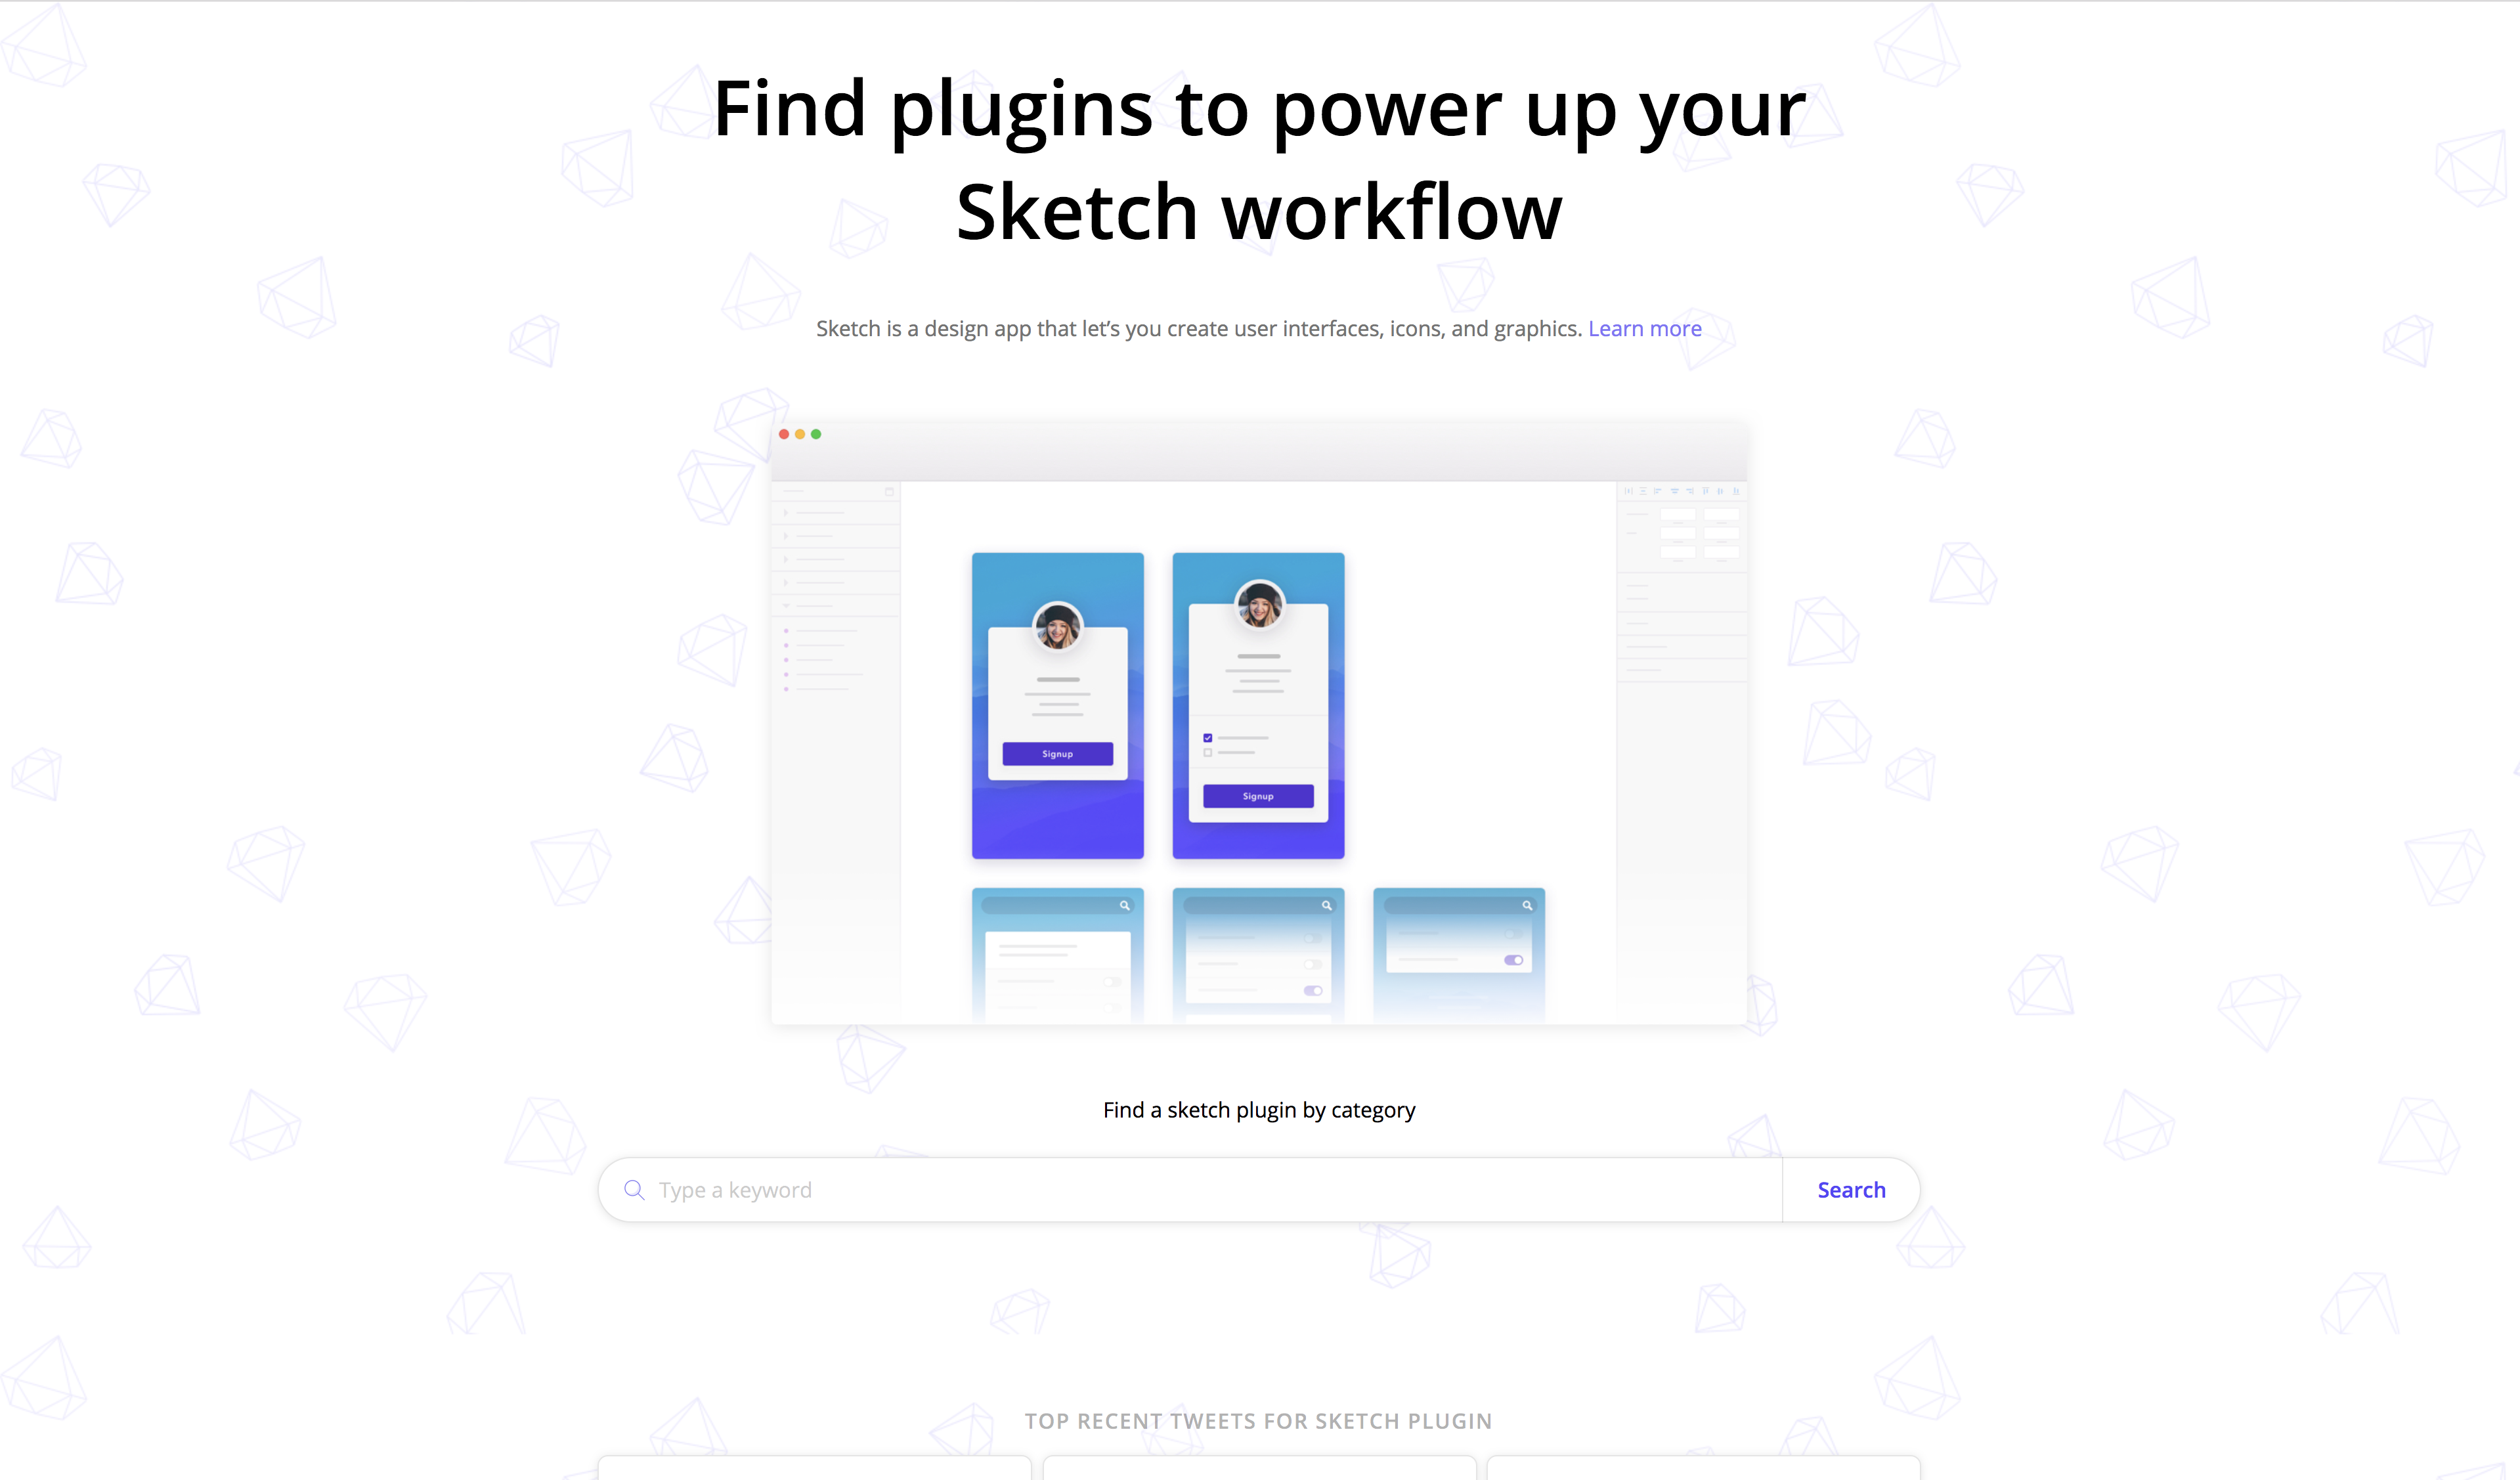 Find plugins to power up your
Sketch workflow
Sketch is a design app that let’s you create user interfaces, icons, and graphics. Learn more
Signup
Signup
Find a sketch plugin by category
Type a keyword
Search
TOP RECENT TWEETS FOR SKETCH PLUGIN